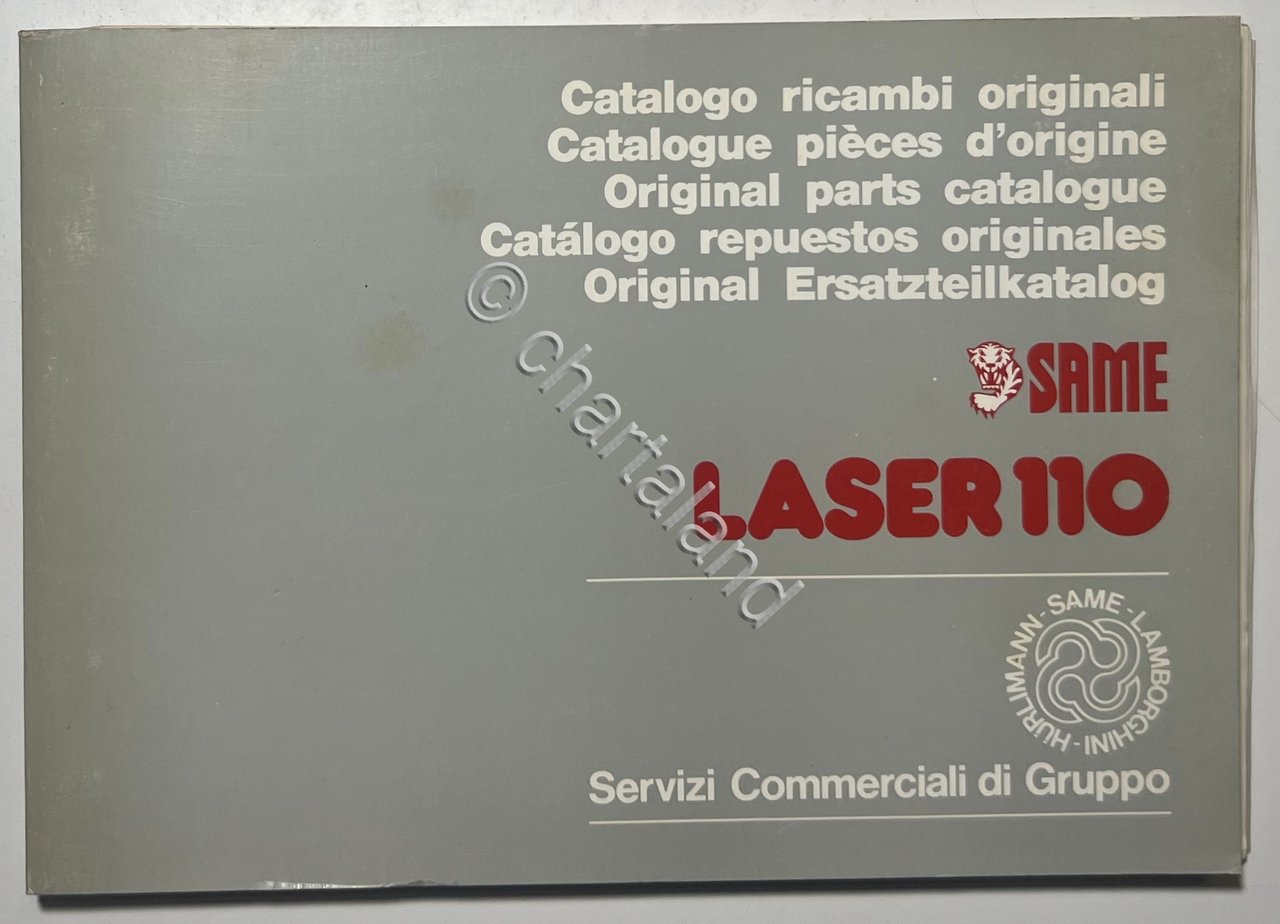 Catalogo ricambi originali
Catalogue pièces d'origine
Original parts catalogue
Catálogo repuestos originales
Original Ersatzteilkatalog
SAME
LASER 110
HÜRLIMANN-SAME-LAMBORGHINI-
Servizi Commerciali di Gruppo
© chartaland